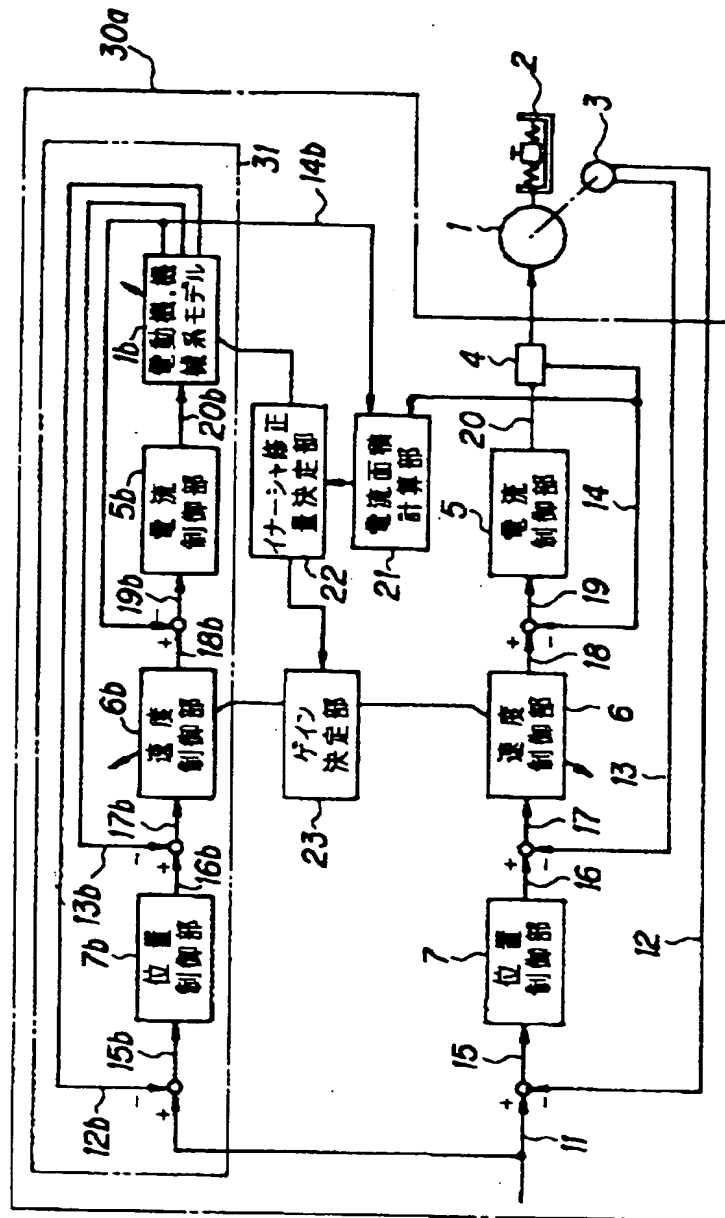 30a
31
12b
15b
7b
位置
制御部
13b
16b
17b
6b
速度
制御部
18b
19b
5b
電流
制御部
20b
1b
電動機、機
械系モデル
14b
23
ゲイン
決定部
22
イナーシャ修正
量決定部
21
電流面積
計算部
11
15
7
位置
制御部
12
16
17
6
速度
制御部
13
18
19
5
電流
制御部
14
20
4
1
2
3
+
-
+
-
+
-
+
-
+
-
+
-